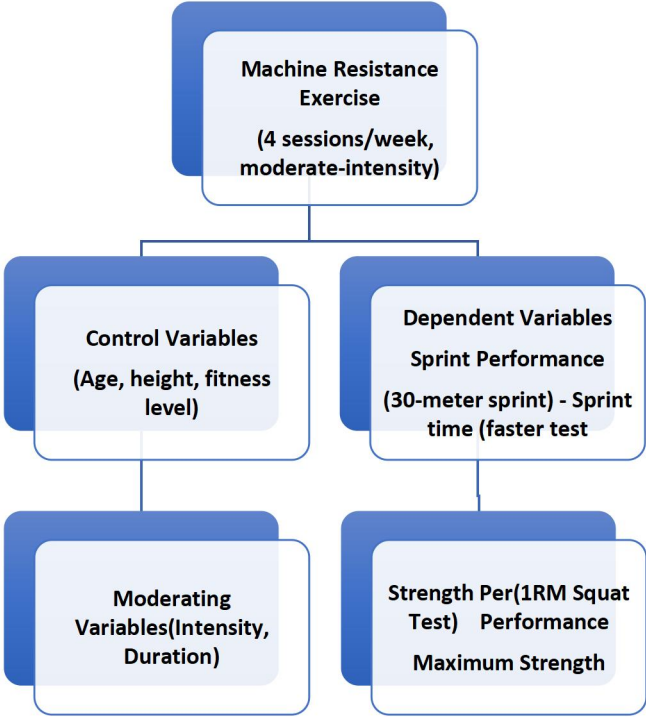 Machine Resistance
Exercise
(4 sessions/week,
moderate-intensity)
Control Variables
(Age, height, fitness
level)
Dependent Variables
Sprint Performance
(30-meter sprint) - Sprint
time (faster test
Moderating
Variables(Intensity,
Duration)
Strength Per(1RM Squat
Test) Performance
Maximum Strength